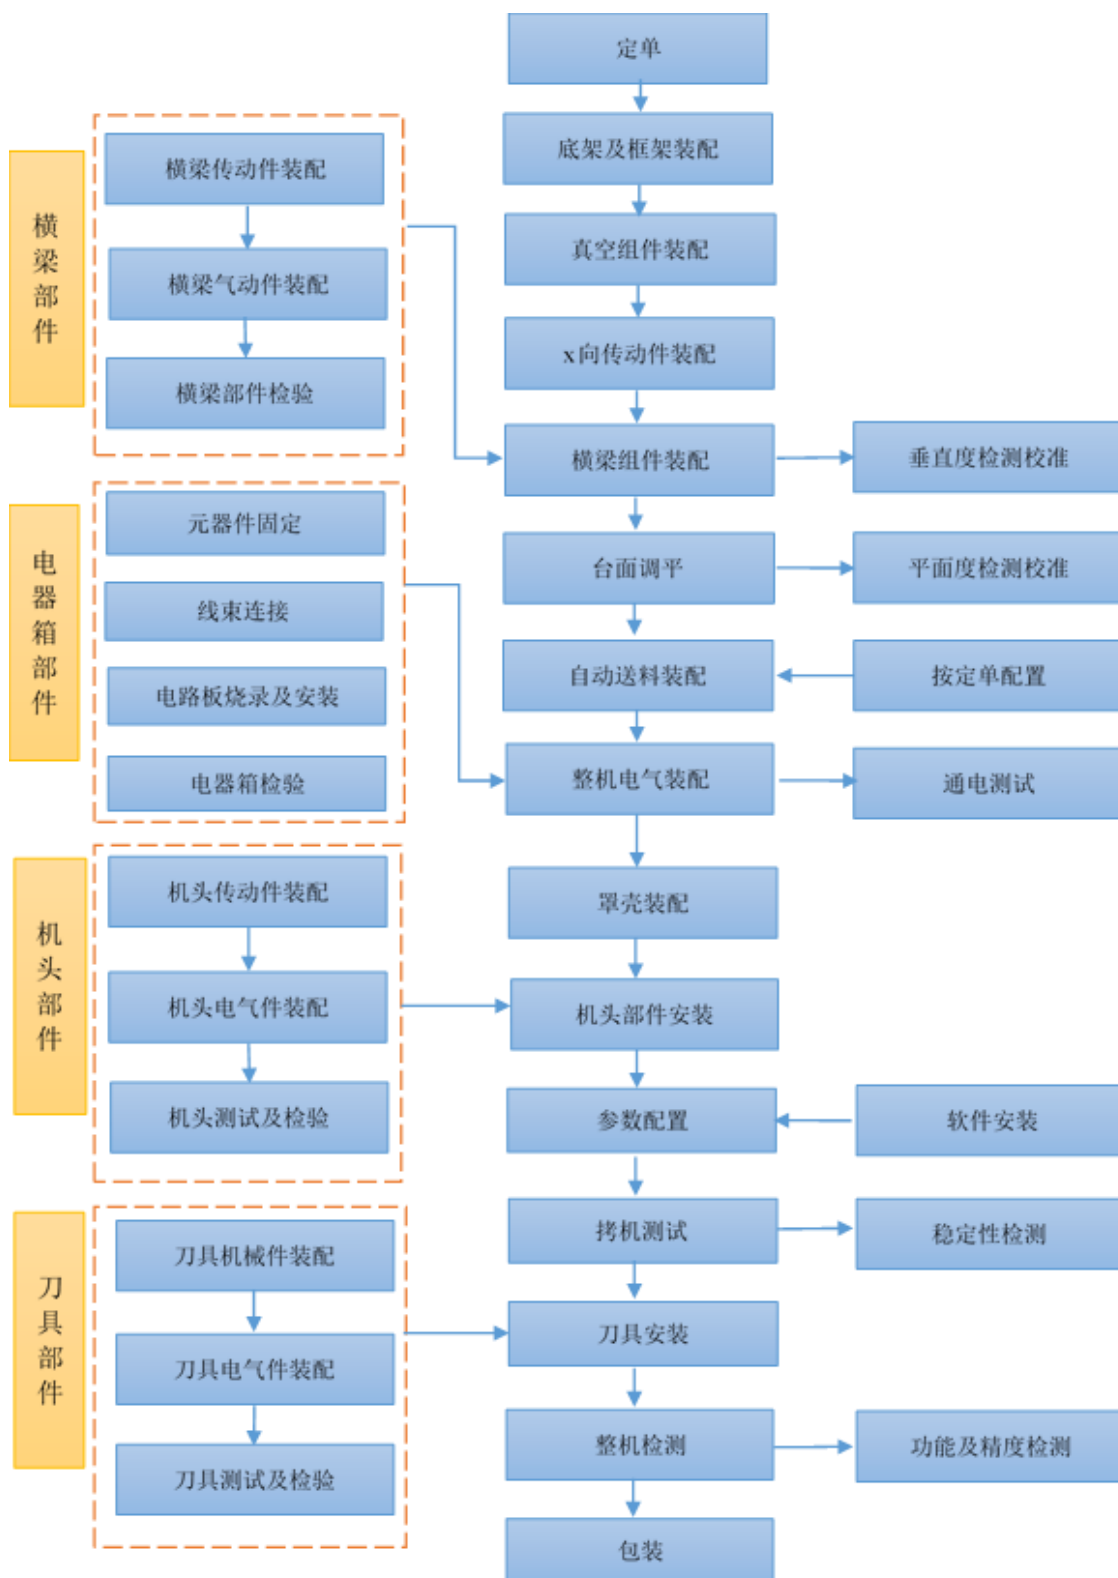 定单
底架及框架装配
真空组件装配
x向传动件装配
横梁组件装配
台面调平
自动送料装配
整机电气装配
罩壳装配
机头部件安装
参数配置
拷机测试
刀具安装
整机检测
包装
横梁部件
横梁传动件装配
横梁气动件装配
横梁部件检验
电器箱部件
元器件固定
线束连接
电路板烧录及安装
电器箱检验
机头部件
机头传动件装配
机头电气件装配
机头测试及检验
刀具部件
刀具机械件装配
刀具电气件装配
刀具测试及检验
垂直度检测校准
平面度检测校准
按定单配置
通电测试
软件安装
稳定性检测
功能及精度检测